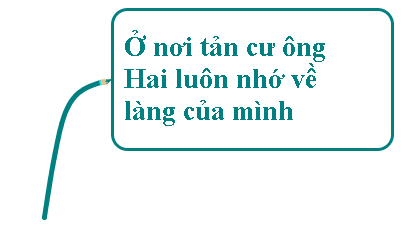 Ở nơi tản cư ông
Hai luôn nhớ về
làng của mình